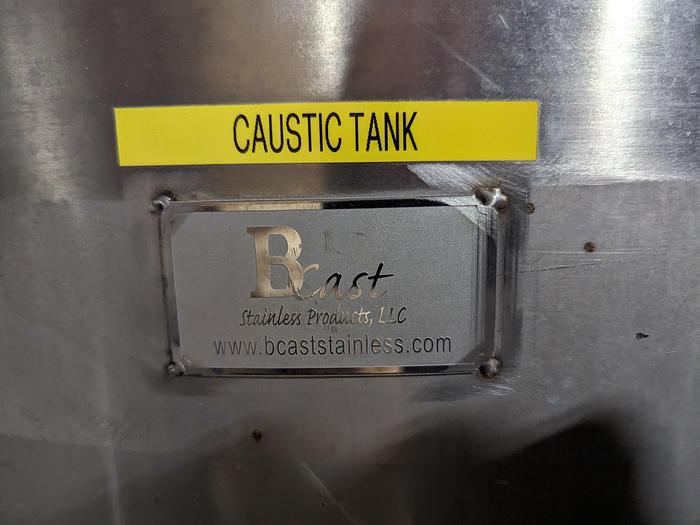 CAUSTIC TANK
Bcast
Stainless Products, LLC
www.bcaststainless.com